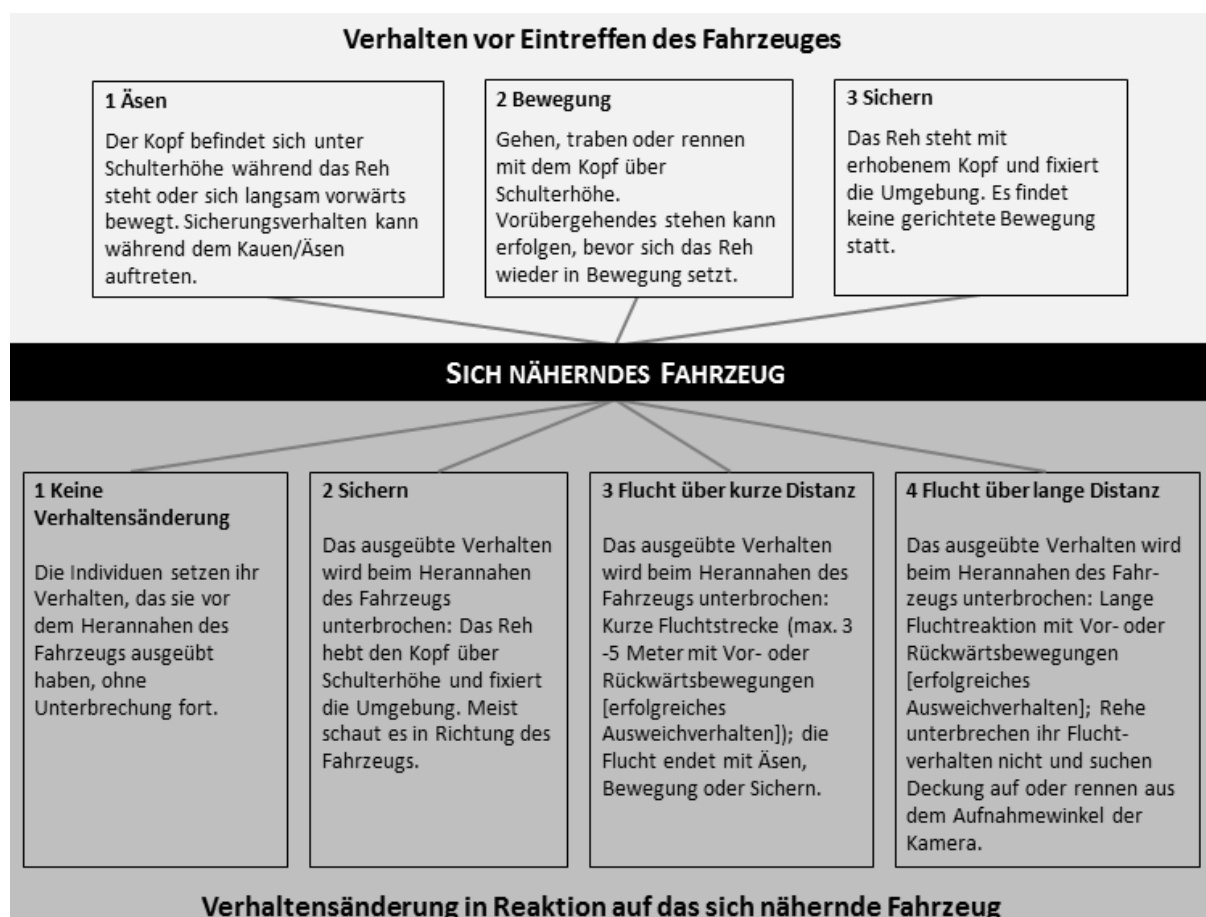 Verhalten vor Eintreffen des Fahrzeuges
1 Äsen
Der Kopf befindet sich unter
Schulterhöhe während das Reh
steht oder sich langsam vorwärts
bewegt. Sicherungsverhalten kann
während dem Kauen/Äsen
auftreten.
2 Bewegung
Gehen, traben oder rennen
mit dem Kopf über
Schulterhöhe.
Vorübergehendes stehen kann
erfolgen, bevor sich das Reh
wieder in Bewegung setzt.
3 Sichern
Das Reh steht mit
erhobenem Kopf und fixiert
die Umgebung. Es findet
keine gerichtete Bewegung
statt.
SICH NÄHERNDES FAHRZEUG
1 Keine
Verhaltensänderung
Die Individuen setzen ihr
Verhalten, das sie vor
dem Herannahen des
Fahrzeugs ausgeübt
haben, ohne
Unterbrechung fort.
2 Sichern
Das ausgeübte Verhalten
wird beim Herannahen
des Fahrzeugs
unterbrochen: Das Reh
hebt den Kopf über
Schulterhöhe und fixiert
die Umgebung. Meist
schaut es in Richtung des
Fahrzeugs.
3 Flucht über kurze Distanz
Das ausgeübte Verhalten
wird beim Herannahen des
Fahrzeugs unterbrochen:
Kurze Fluchtstrecke (max. 3
-5 Meter mit Vor- oder
Rückwärtsbewegungen
[erfolgreiches
Ausweichverhalten]); die
Flucht endet mit Äsen,
Bewegung oder Sichern.
4 Flucht über lange Distanz
Das ausgeübte Verhalten wird
beim Herannahen des Fahr-
zeugs unterbrochen: Lange
Fluchtreaktion mit Vor- oder
Rückwärtsbewegungen
[erfolgreiches
Ausweichverhalten]; Rehe
unterbrechen ihr Flucht-
verhalten nicht und suchen
Deckung auf oder rennen aus
dem Aufnahmewinkel der
Kamera.
Verhaltensänderung in Reaktion auf das sich nähernde Fahrzeug